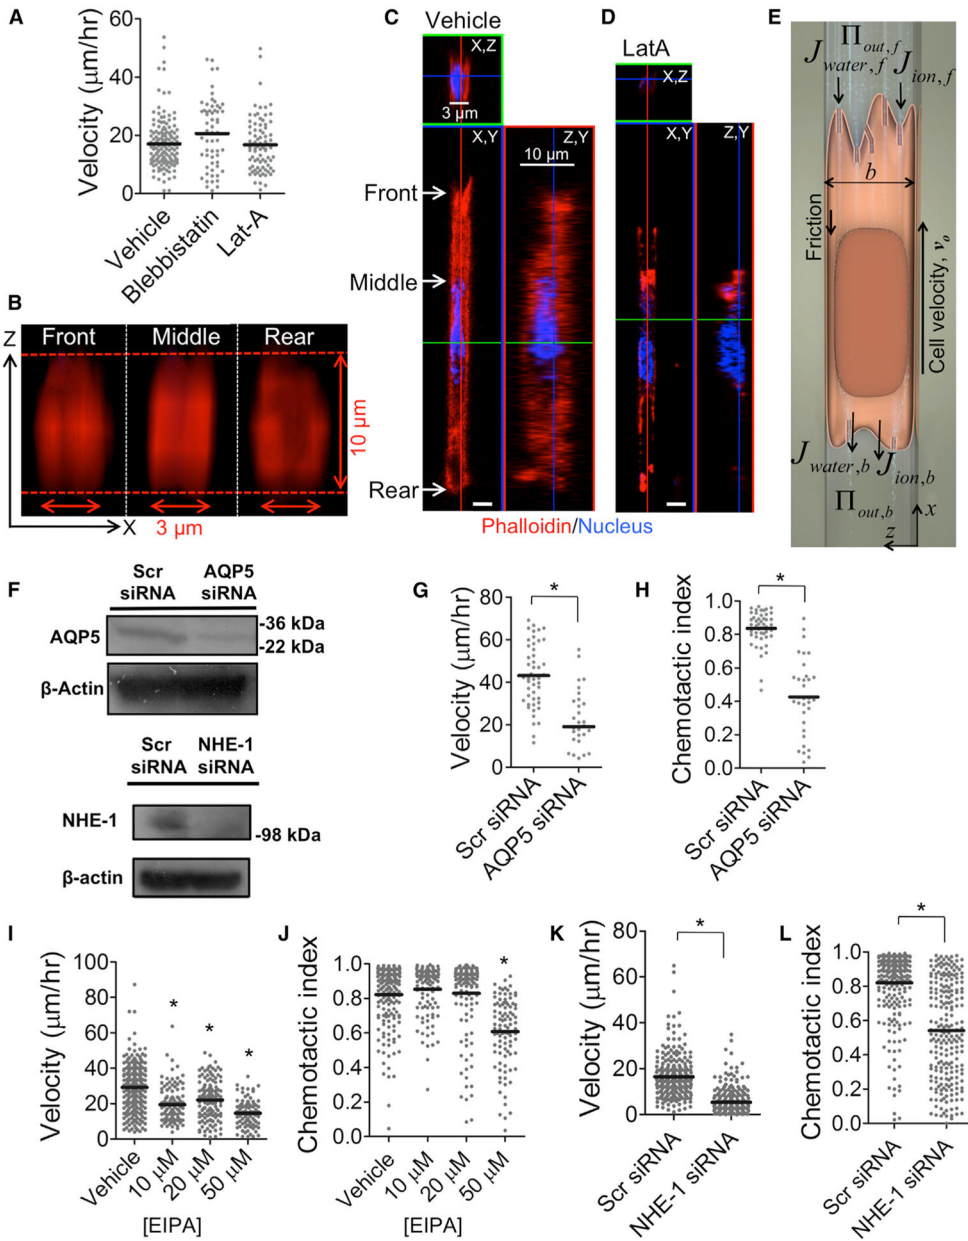 A
Velocity (μm/hr)
60
40
20
0
Vehicle
Blebbistatin
Lat-A
B
Z
Front
Middle
Rear
10 μm
X
3 μm
C
Vehicle
X,Z
3 μm
X,Y
Z,Y
10 μm
Front
Middle
Rear
D
LatA
X,Z
X,Y
Z,Y
Phalloidin/Nucleus
E
Πout,f
Jwater,f
Jion,f
b
Friction
Cell velocity, vo
Jwater,b
Jion,b
Πout,b
x
z
F
Scr siRNA
AQP5 siRNA
AQP5
-36 kDa
-22 kDa
β-Actin
Scr siRNA
NHE-1 siRNA
NHE-1
-98 kDa
β-actin
G
Velocity (μm/hr)
80
60
40
20
0
*
Scr siRNA
AQP5 siRNA
H
Chemotactic index
1.0
0.8
0.6
0.4
0.2
0.0
*
Scr siRNA
AQP5 siRNA
I
Velocity (μm/hr)
100
80
60
40
20
0
*
*
*
Vehicle
10 μM
20 μM
50 μM
[EIPA]
J
Chemotactic index
1.0
0.8
0.6
0.4
0.2
0.0
*
Vehicle
10 μM
20 μM
50 μM
[EIPA]
K
Velocity (μm/hr)
80
60
40
20
0
*
Scr siRNA
NHE-1 siRNA
L
Chemotactic index
1.0
0.8
0.6
0.4
0.2
0.0
*
Scr siRNA
NHE-1 siRNA